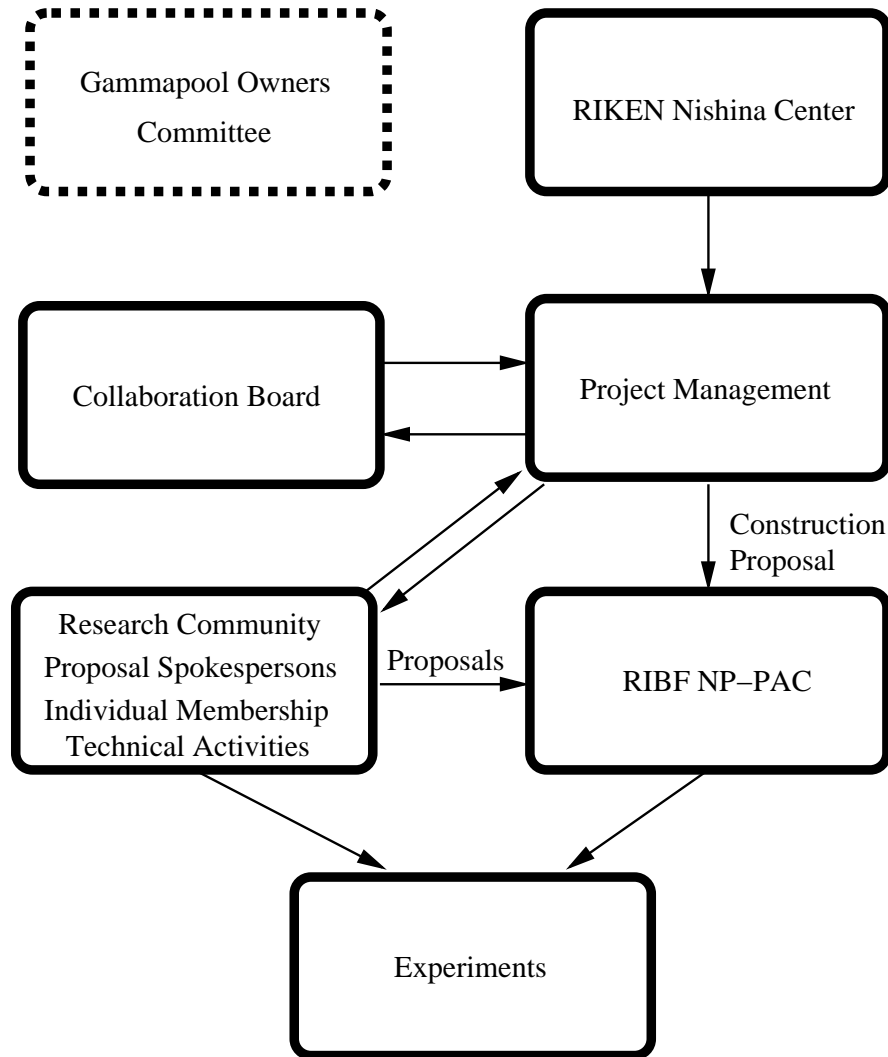 Gammapool Owners
Committee
RIKEN Nishina Center
Collaboration Board
Project Management
Construction
Proposal
Research Community
Proposal Spokespersons
Individual Membership
Technical Activities
Proposals
RIBF NP–PAC
Experiments